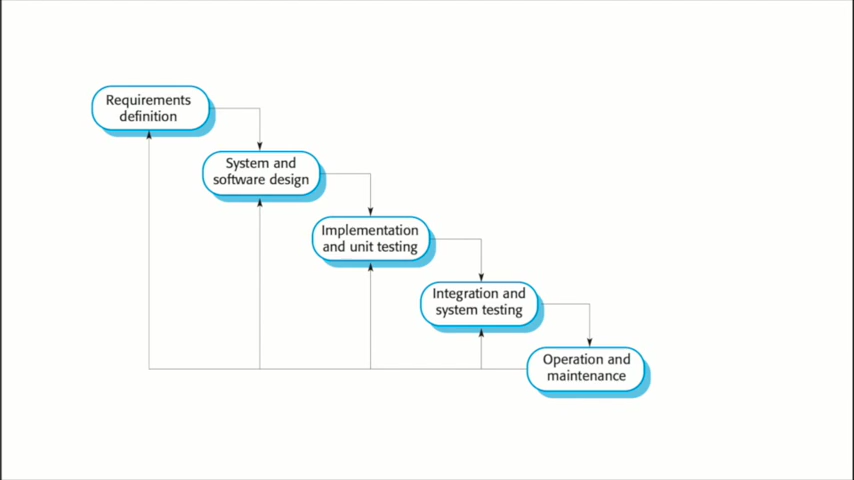 Requirements
definition
System and
software design
Implementation
and unit testing
Integration and
system testing
Operation and
maintenance